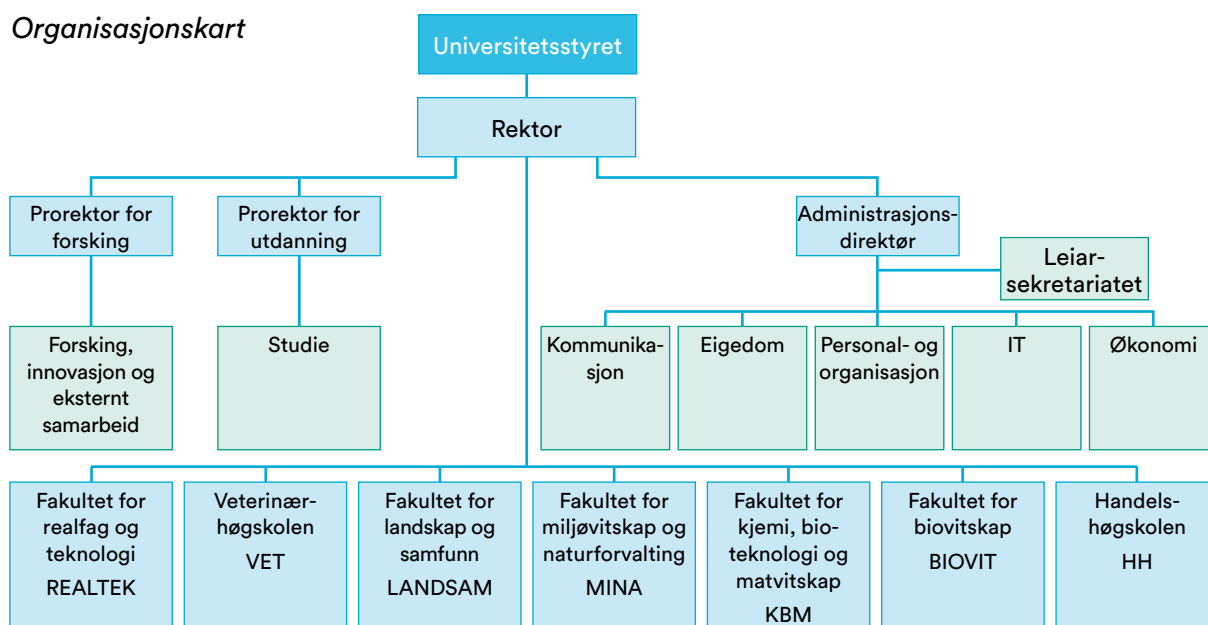 Organisasjonskart
Universitetsstyret
Rektor
Prorektor for
forsking
Prorektor for
utdanning
Administrasjons-
direktør
Leiar-
sekretariatet
Forsking,
innovasjon og
eksternt
samarbeid
Studie
Kommunika-
sjon
Eigedom
Personal- og
organisasjon
IT
Økonomi
Fakultet for
realfag og
teknologi
REALTEK
Veterinær-
høgskolen
VET
Fakultet for
landskap og
samfunn
LANDSAM
Fakultet for
miljøvitskap og
naturforvalting
MINA
Fakultet for
kjemi, bio-
teknologi og
matvitskap
KBM
Fakultet for
biovitskap
BIOVIT
Handels-
høgskolen
HH